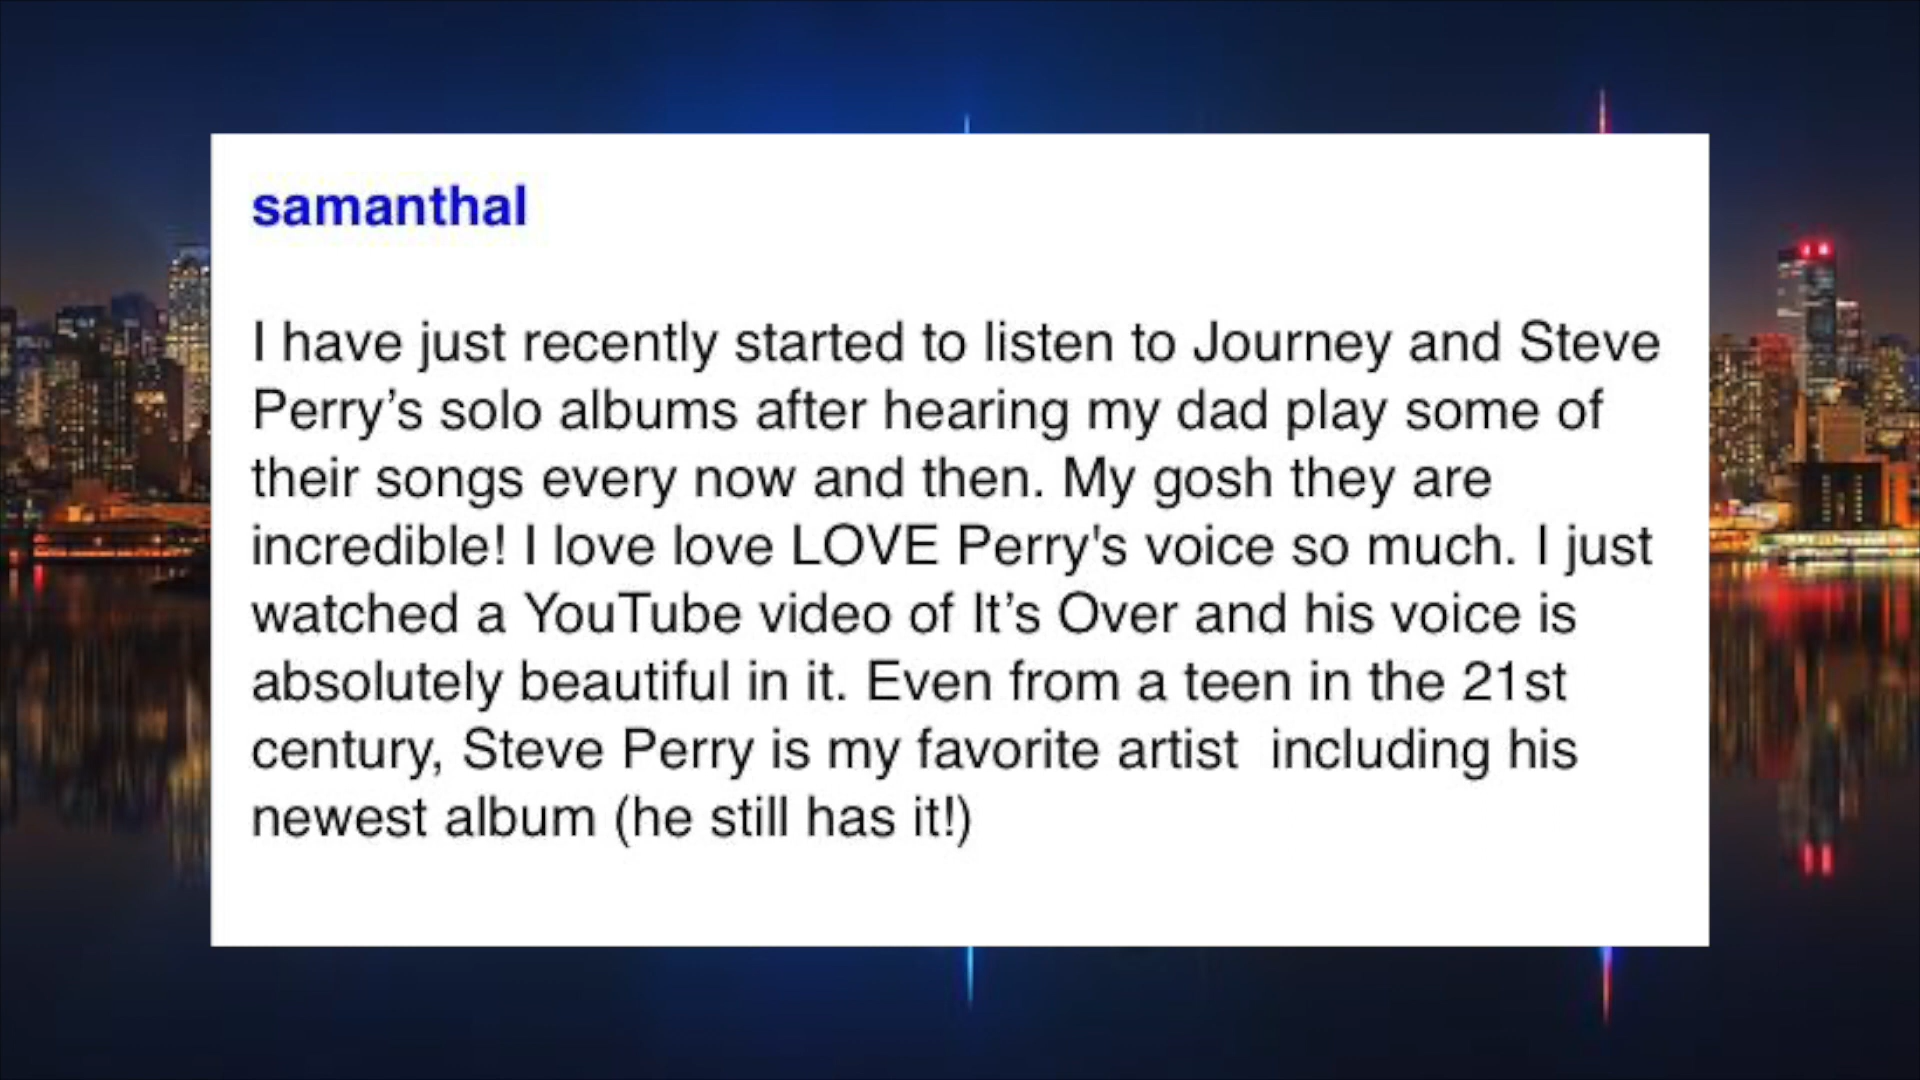 samanthal
I have just recently started to listen to Journey and Steve
Perry’s solo albums after hearing my dad play some of
their songs every now and then. My gosh they are
incredible! I love love LOVE Perry's voice so much. I just
watched a YouTube video of It’s Over and his voice is
absolutely beautiful in it. Even from a teen in the 21st
century, Steve Perry is my favorite artist  including his
newest album (he still has it!)